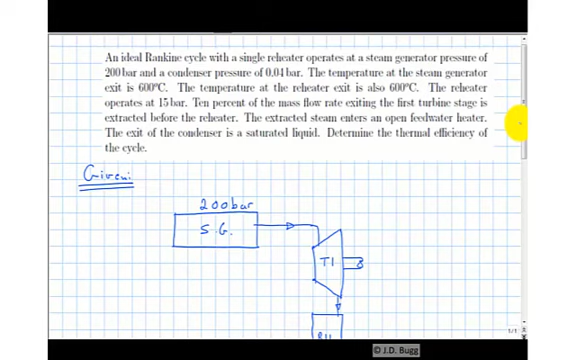 An ideal Rankine cycle with a single reheater operates at a steam generator pressure of
200 bar and a condenser pressure of 0.04 bar. The temperature at the steam generator
exit is 600°C. The temperature at the reheater exit is also 600°C. The reheater
operates at 15 bar. Ten percent of the mass flow rate exiting the first turbine stage is
extracted before the reheater. The extracted steam enters an open feedwater heater.
The exit of the condenser is a saturated liquid. Determine the thermal efficiency of
the cycle.
Given:
200bar
S.G.
T1
1/1
© J.D. Bugg